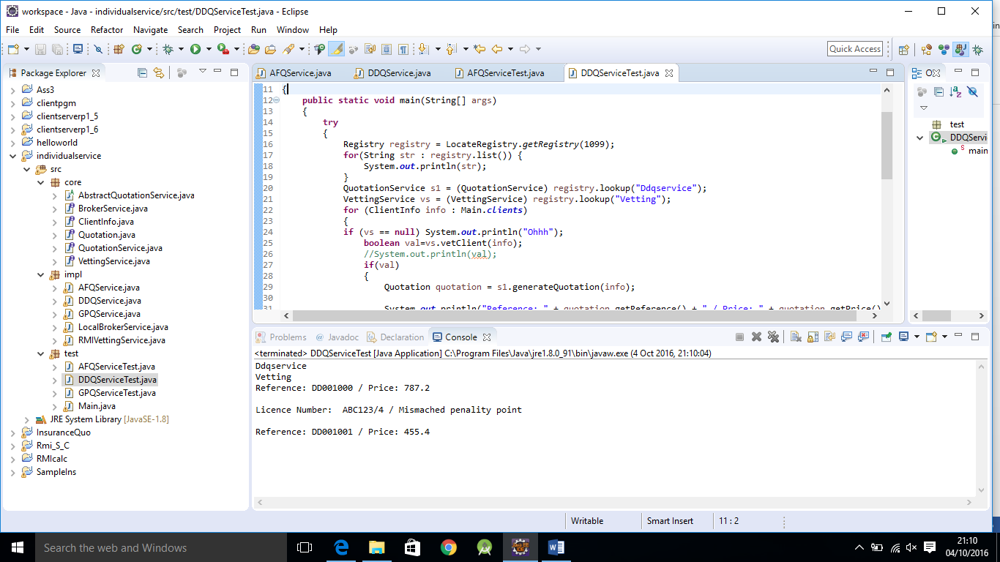 workspace - Java - individualservice/src/test/DDQServiceTest.java - Eclipse
File Edit Source Refactor Navigate Search Project Run Window Help
Quick Access
Package Explorer
Ass3
clientpgm
clientserverp1_5
clientserverp1_6
helloworld
individualservice
src
core
AbstractQuotationService.java
BrokerService.java
ClientInfo.java
Quotation.java
QuotationService.java
VettingService.java
impl
AFQService.java
DDQService.java
GPQService.java
LocalBrokerService.java
RMIVettingService.java
test
AFQServiceTest.java
DDQServiceTest.java
GPQServiceTest.java
Main.java
JRE System Library [JavaSE-1.8]
InsuranceQuo
Rmi_S_C
RMIcalc
SampleIns
AFQService.java DDQService.java AFQServiceTest.java DDQServiceTest.java
11 {
12 public static void main(String[] args)
13 {
14 try
15 {
16 Registry registry = LocateRegistry.getRegistry(1099);
17 for(String str : registry.list()) {
18 System.out.println(str);
19 }
20 QuotationService s1 = (QuotationService) registry.lookup("Ddqservice");
21 VettingService vs = (VettingService) registry.lookup("Vetting");
22 for (ClientInfo info : Main.clients)
23 {
24 if (vs == null) System.out.println("Ohhh");
25 boolean val=vs.vetClient(info);
26 //System.out.println(val);
27 if(val)
28 {
29 Quotation quotation = s1.generateQuotation(info);
30
31 System.out.println("Reference: " + quotation.getReference() + " / Price: " + quotation.getPrice()
O
test
DDQServi
S main
Problems @ Javadoc Declaration Console
<terminated> DDQServiceTest [Java Application] C:\Program Files\Java\jre1.8.0_91\bin\javaw.exe (4 Oct 2016, 21:10:04)
Ddqservice
Vetting
Reference: DD001000 / Price: 787.2
Licence Number:  ABC123/4 / Mismached penality point
Reference: DD001001 / Price: 455.4
Writable Smart Insert 11 : 2
Search the web and Windows
21:10
04/10/2016